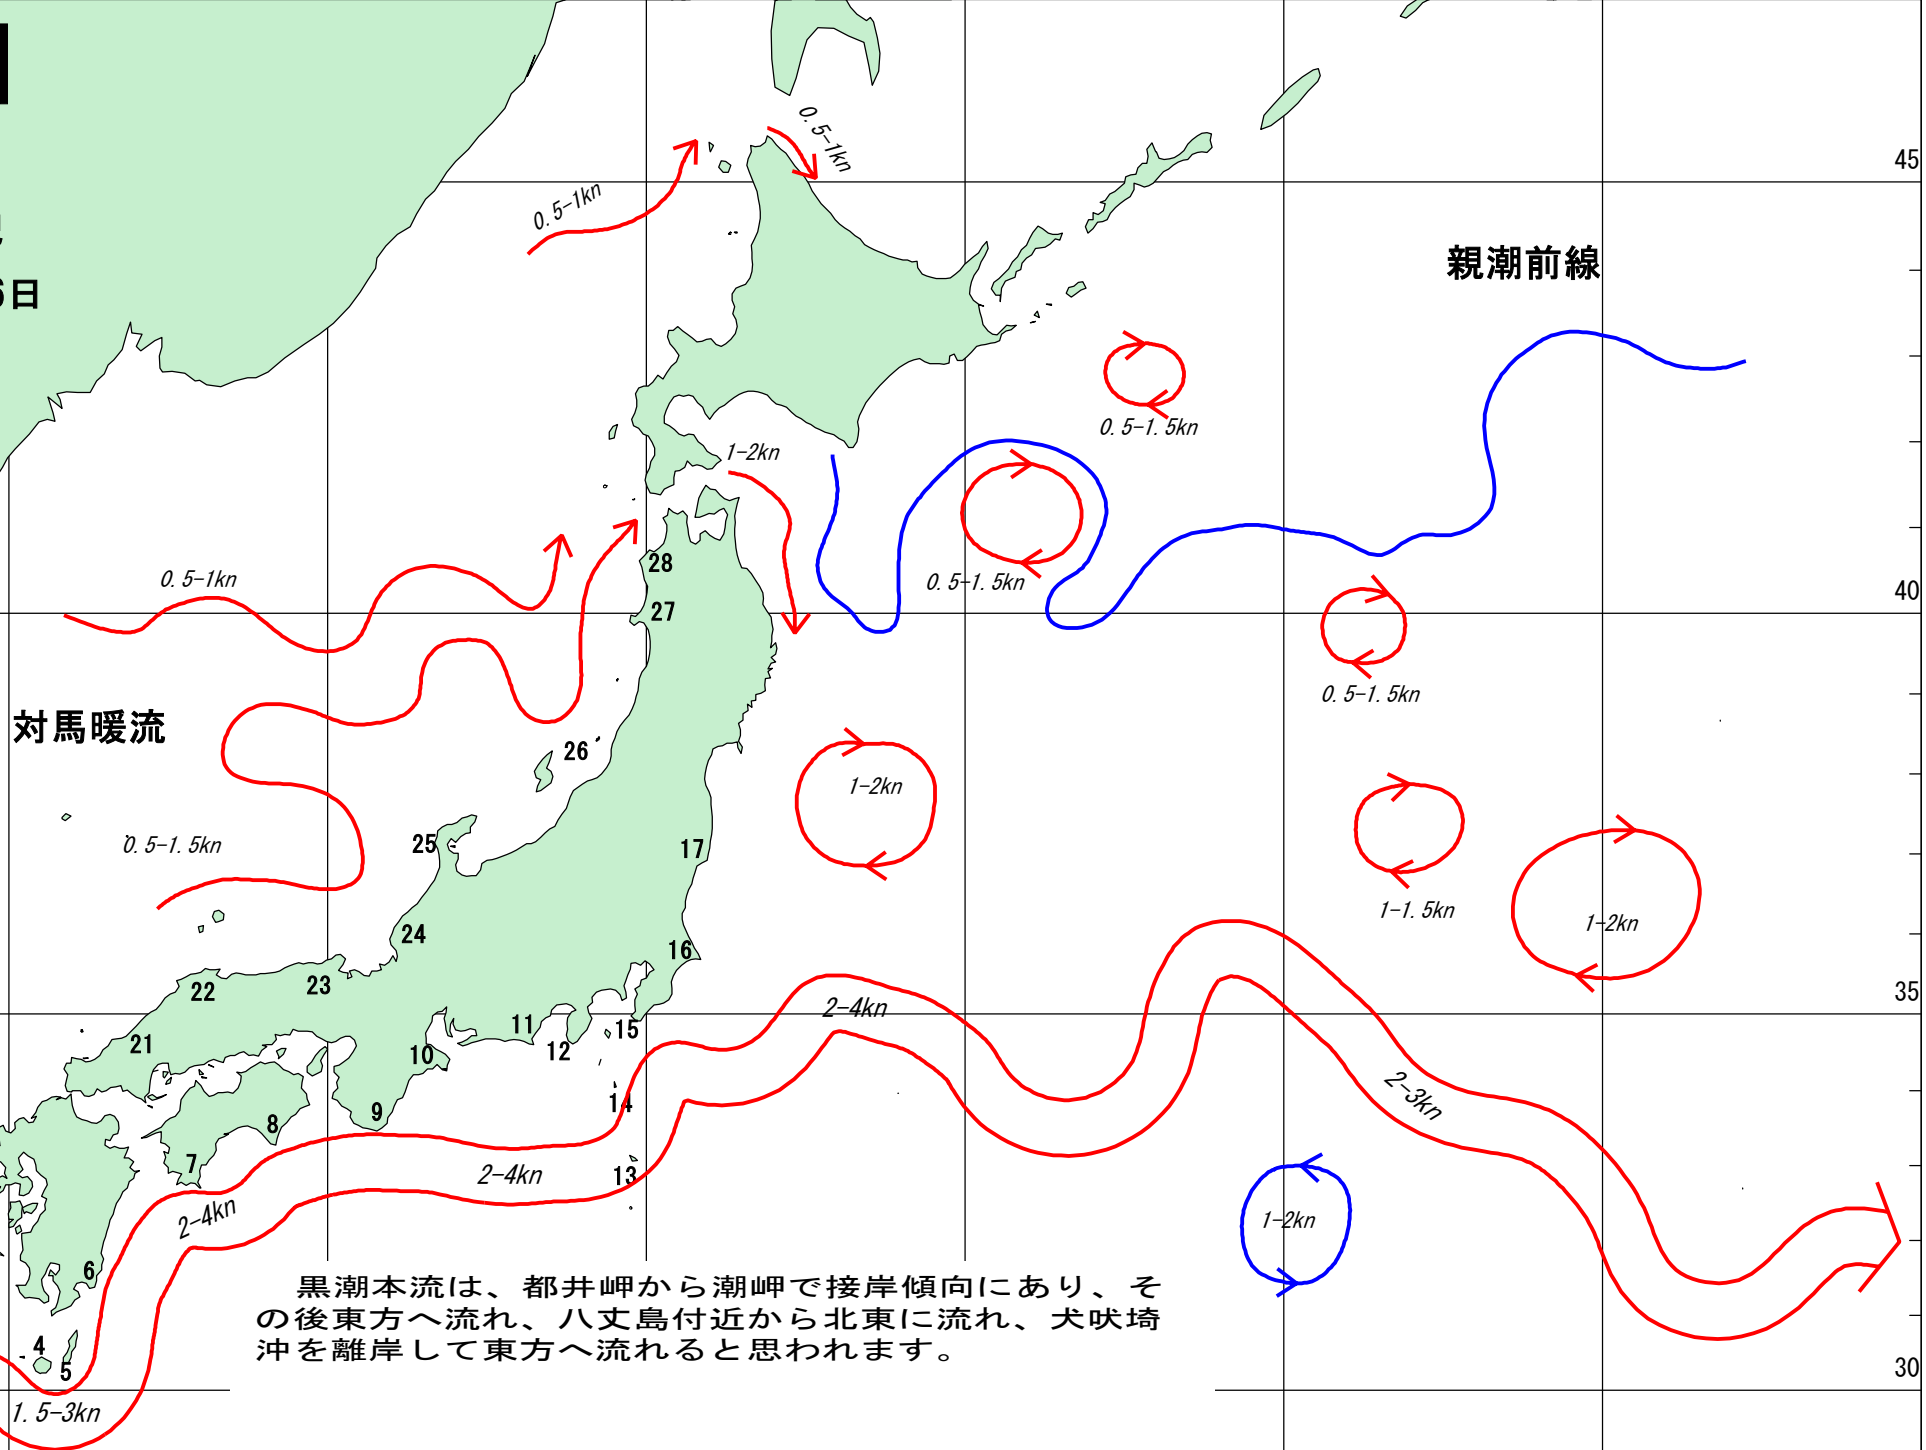 0.5-1kn
45
0.5-1kn
親潮前線
日
0.5-1.5kn
1-2kn
28
0.5-1kn
0.5-1.5kn
40
27
0.5-1.5kn
対馬暖流
26
1-2kn
25
0.5-1.5kn
17
1-1.5kn
1-2kn
24
16
23
22
35
2-4kn
11
15
21
12
10
2-3kn
14
9
8
7
2-4kn
13
2-4kn
1-2kn
6
黒潮本流は、都井岬から潮岬で接岸傾向にあり、そ
の後東方へ流れ、八丈島付近から北東に流れ、犬吠埼
沖を離岸して東方へ流れると思われます。
4
5
30
1.5-3kn